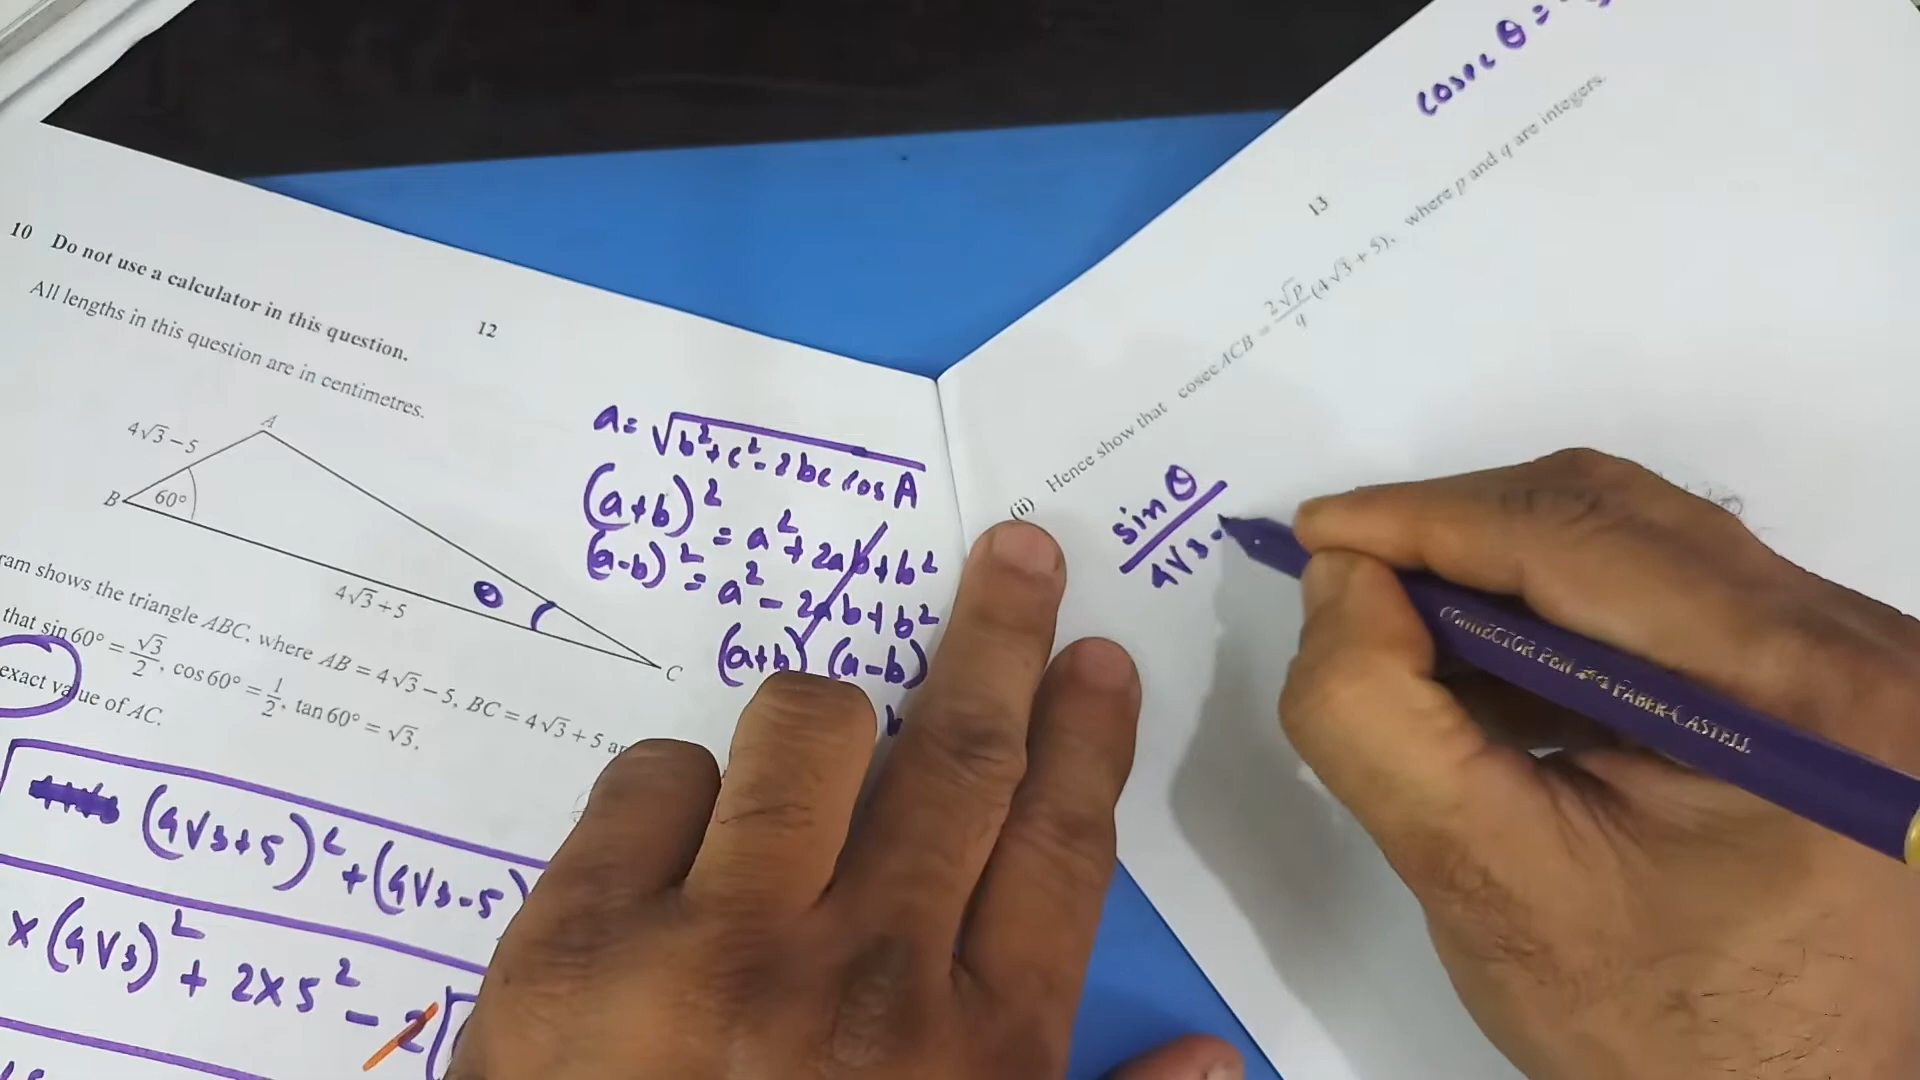 10 Do not use a calculator in this question.
All lengths in this question are in centimetres.
12
A
4√3 − 5
B
60°
4√3 + 5
θ
C
ram shows the triangle ABC, where AB = 4√3 − 5, BC = 4√3 + 5
that sin 60° = √3/2, cos 60° = 1/2, tan 60° = √3.
exact value of AC.
a = √b² + c² - 2bc cos A
(a+b)² = a² + 2ab + b²
(a-b)² = a² - 2ab + b²
(a+b) (a-b)
(4√3+5)² + (4√3-5)
x (4√3)² + 2x5² - 2(
cosec θ =
13
(ii) Hence show that cosec ACB = 2√p/q (4√3 + 5), where p and q are integers.
sin θ
4√3 -
CONNECTOR PEN FABER-CASTELL